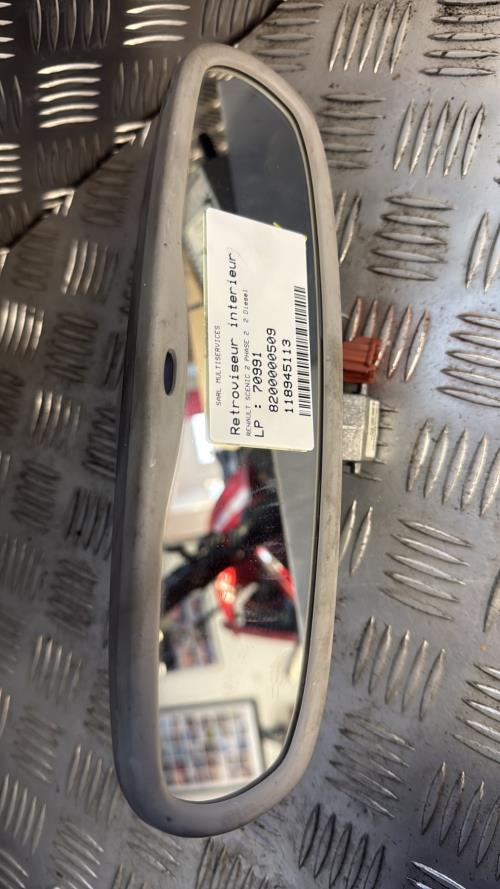 SARL MULTISERVICES
Retroviseur interieur
RENAULT SCENIC 2 PHASE 2 2 Diesel
LP : 70991
8200000509
118945113